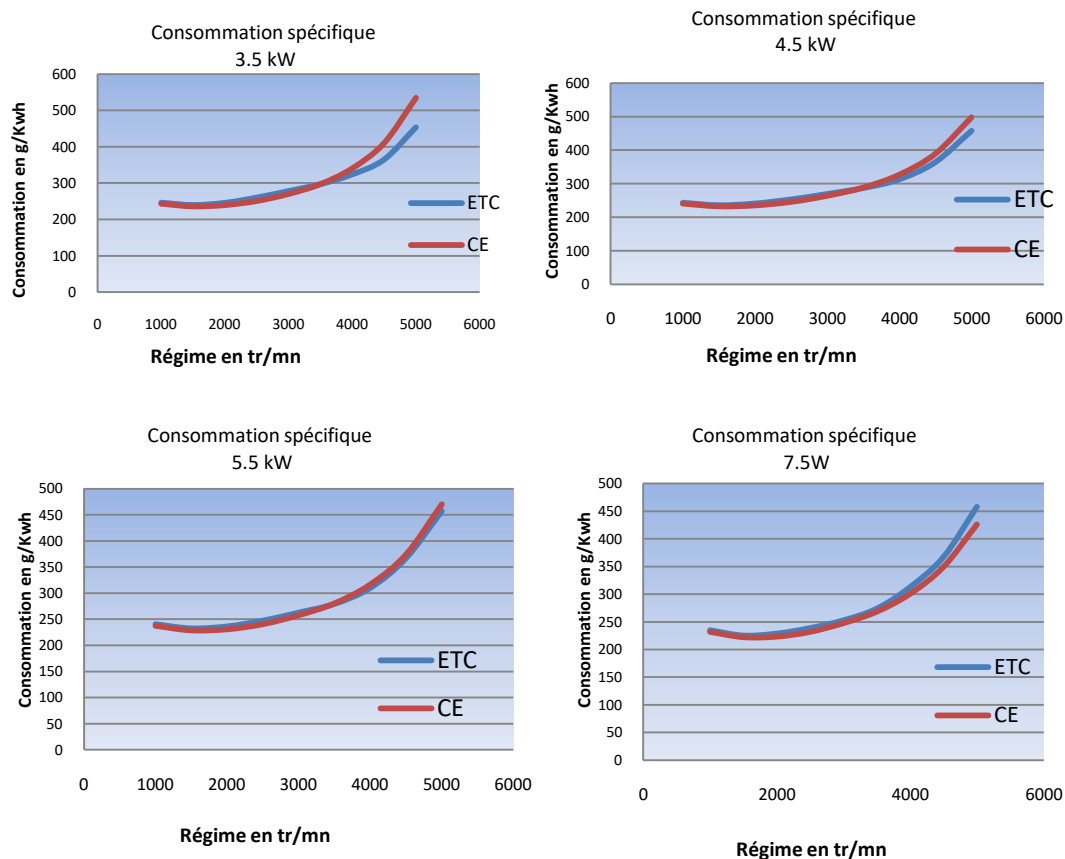 Consommation spécifique
3.5 kW
Consommation en g/Kwh
600
500
400
300
200
100
0
0 1000 2000 3000 4000 5000 6000
Régime en tr/mn
ETC
CE
Consommation spécifique
4.5 kW
Consommation en g/Kwh
600
500
400
300
200
100
0
0 1000 2000 3000 4000 5000 6000
Régime en tr/mn
ETC
CE
Consommation spécifique
5.5 kW
Consommation en g/Kwh
500
450
400
350
300
250
200
150
100
50
0
0 1000 2000 3000 4000 5000 6000
Régime en tr/mn
ETC
CE
Consommation spécifique
7.5W
Consommation en g/Kwh
500
450
400
350
300
250
200
150
100
50
0
0 2000 4000 6000
Régime en tr/mn
ETC
CE